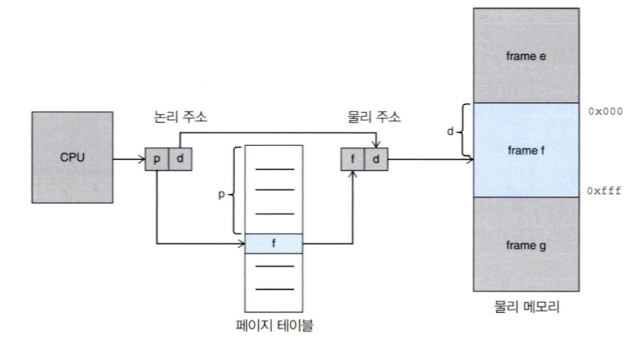 frame e
논리 주소
물리 주소
0x000
d
CPU
p d
f d
frame f
p
0xfff
f
frame g
물리 메모리
페이지 테이블